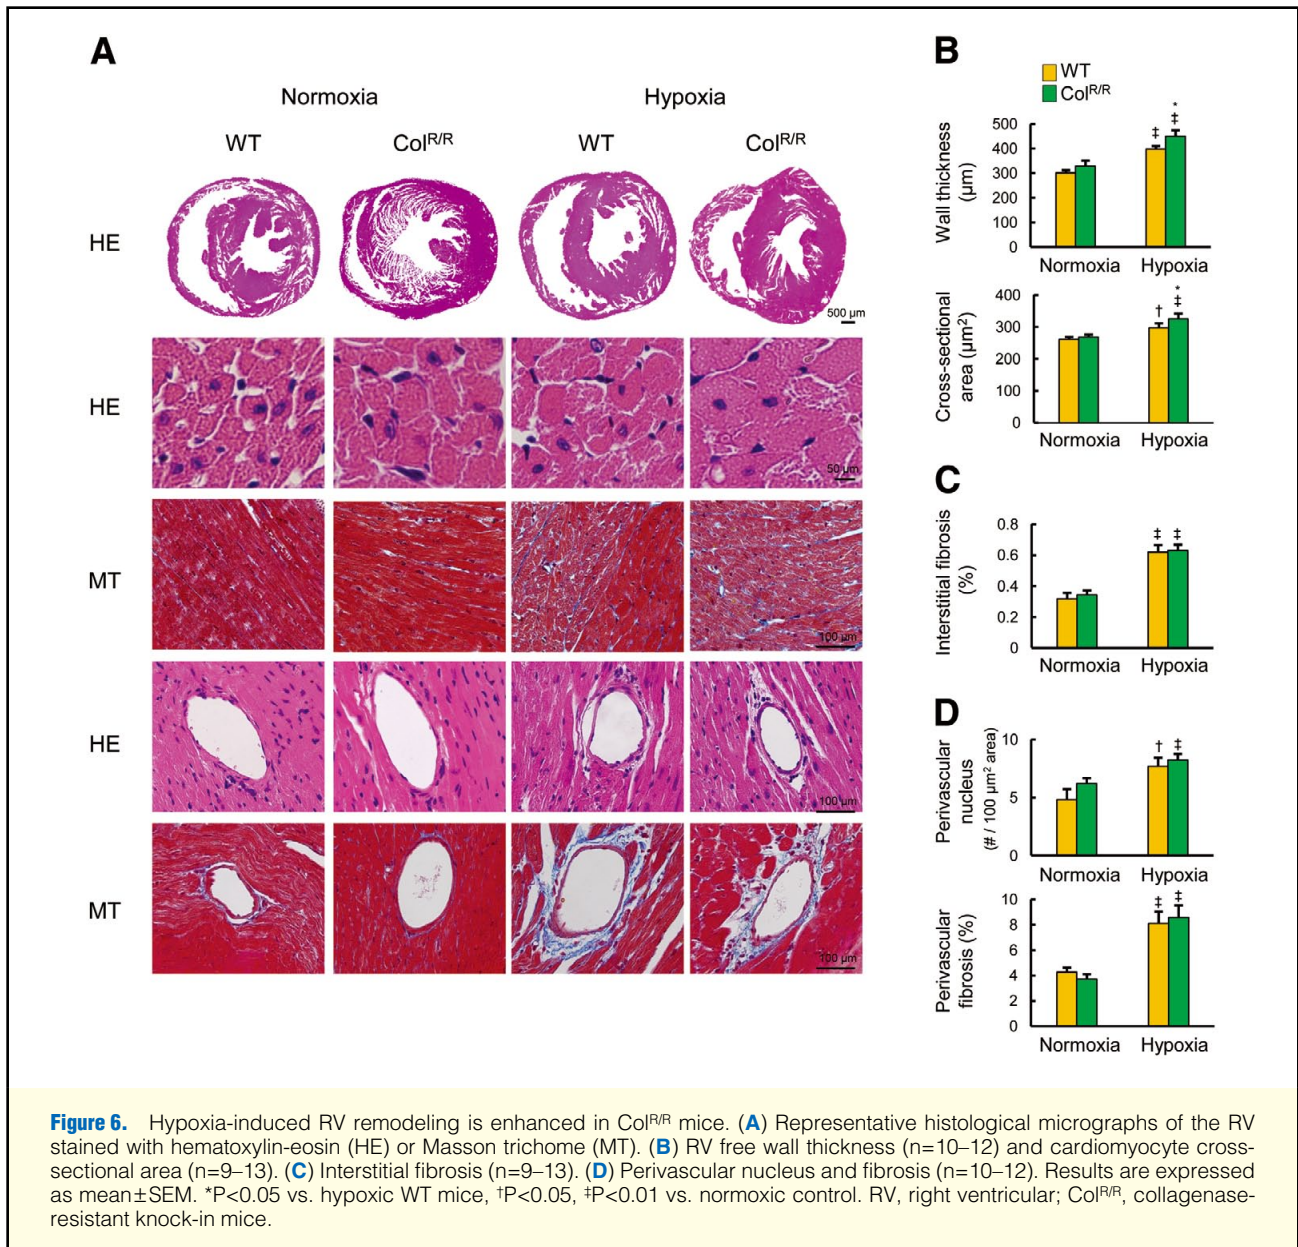 A
Normoxia
Hypoxia
WT
Col^R/R
WT
Col^R/R
HE
500 µm
HE
50 µm
MT
100 µm
HE
100 µm
MT
100 µm
B
WT
Col^R/R
Wall thickness
(µm)
500
400
300
200
100
0
‡
*
‡
Normoxia
Hypoxia
Cross-sectional
area (µm²)
400
300
200
100
0
†
*
‡
Normoxia
Hypoxia
C
Interstitial fibrosis
(%)
0.8
0.6
0.4
0.2
0
‡
‡
Normoxia
Hypoxia
D
Perivascular
nucleus
(# / 100 µm² area)
10
5
0
†
‡
Normoxia
Hypoxia
Perivascular
fibrosis (%)
10
8
6
4
2
0
‡
‡
Normoxia
Hypoxia
Figure 6. Hypoxia-induced RV remodeling is enhanced in Col^R/R mice. (A) Representative histological micrographs of the RV
stained with hematoxylin-eosin (HE) or Masson trichome (MT). (B) RV free wall thickness (n=10–12) and cardiomyocyte cross-
sectional area (n=9–13). (C) Interstitial fibrosis (n=9–13). (D) Perivascular nucleus and fibrosis (n=10–12). Results are expressed
as mean±SEM. *P<0.05 vs. hypoxic WT mice, †P<0.05, ‡P<0.01 vs. normoxic control. RV, right ventricular; Col^R/R, collagenase-
resistant knock-in mice.